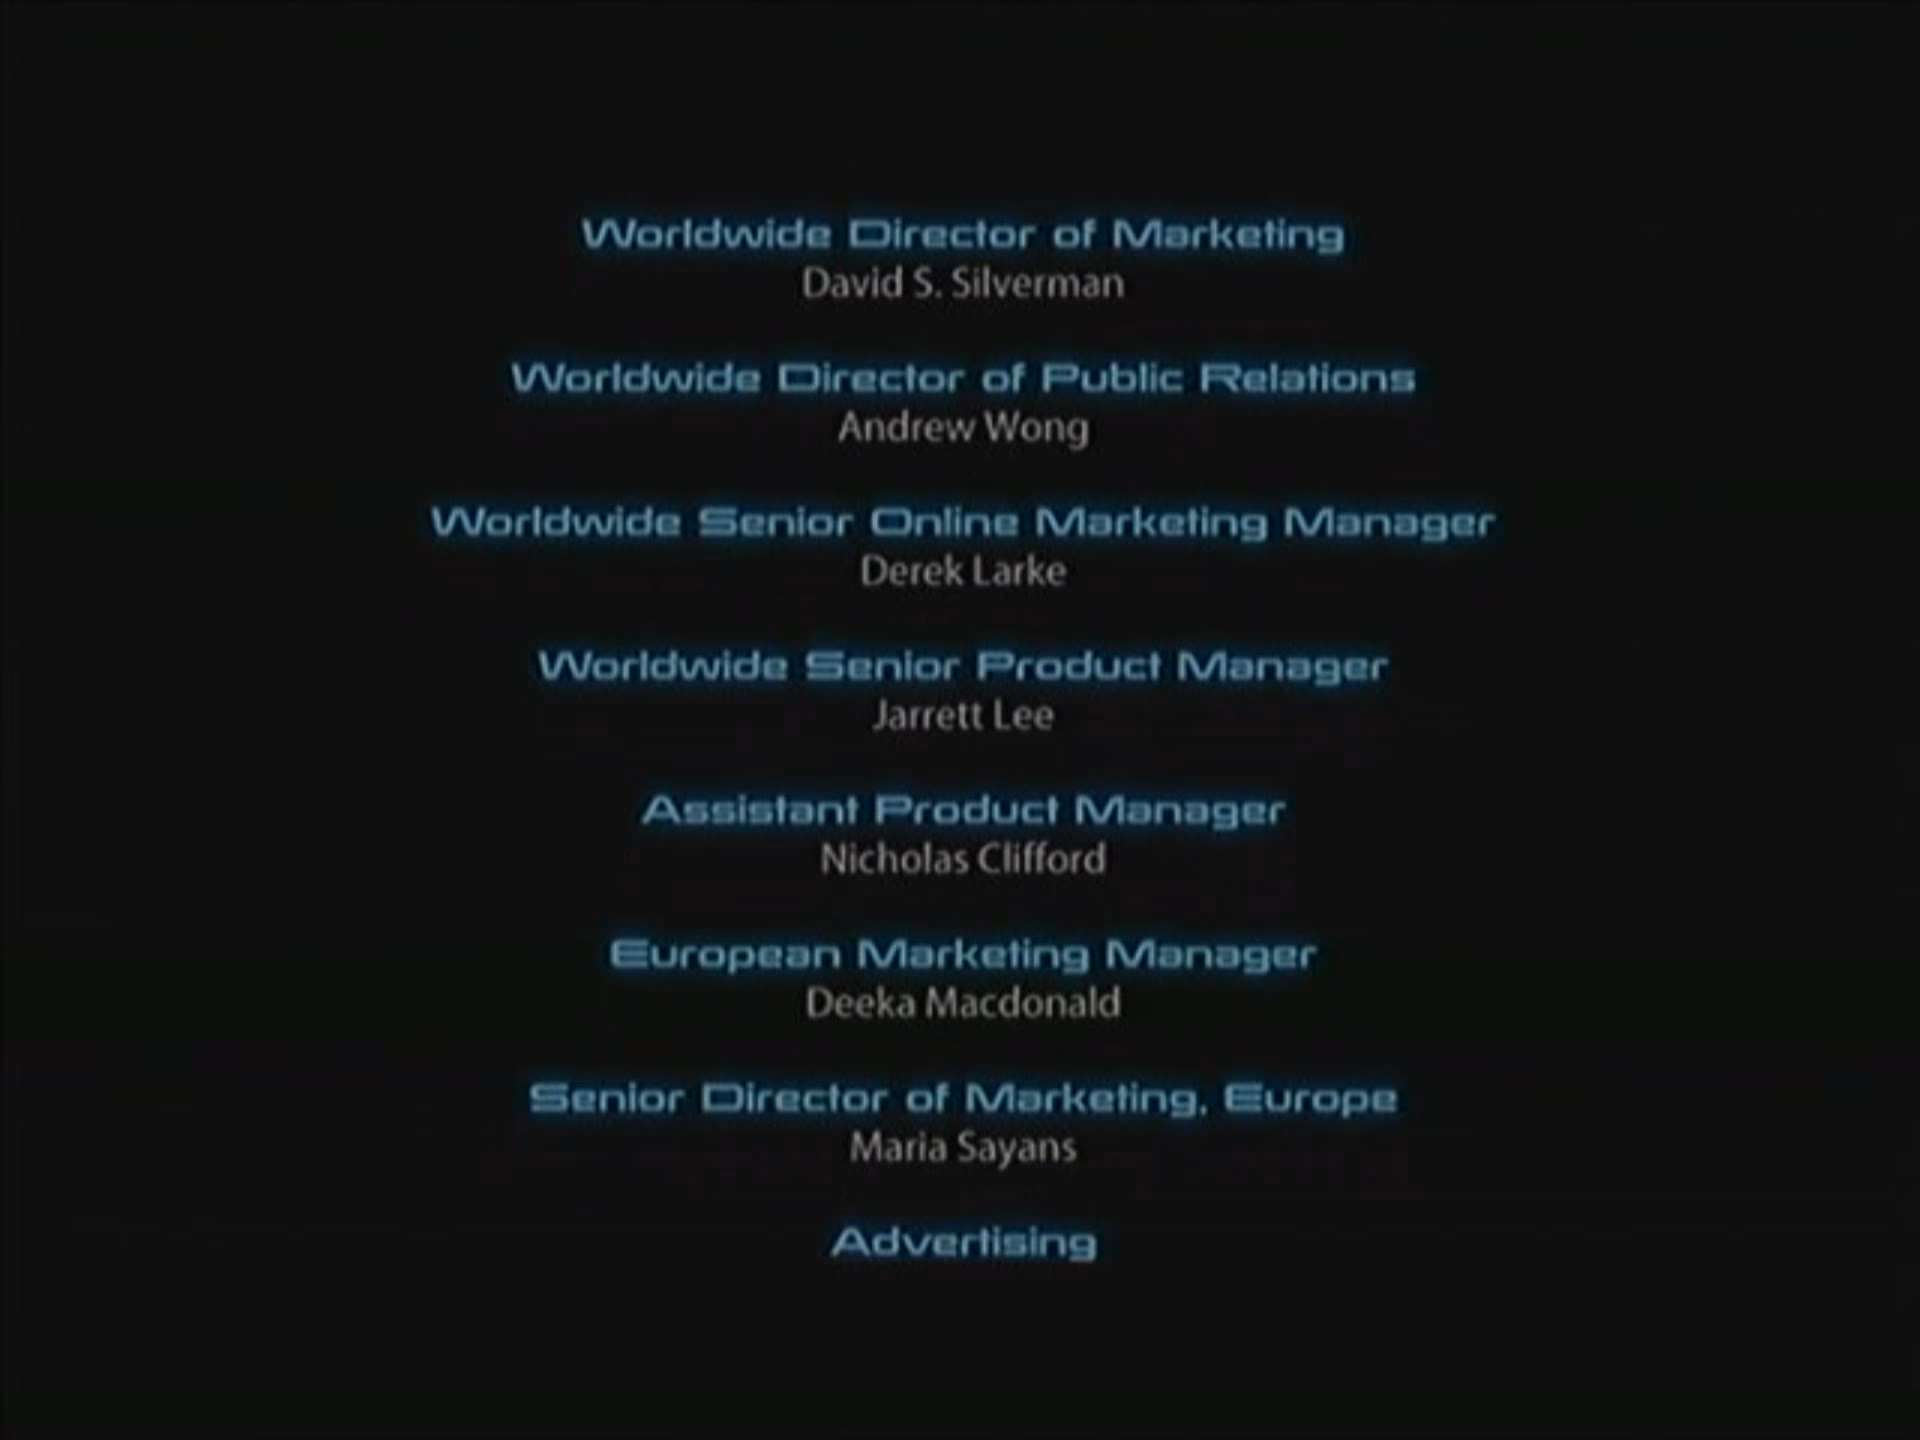 Worldwide Director of Marketing
David S. Silverman
Worldwide Director of Public Relations
Andrew Wong
Worldwide Senior Online Marketing Manager
Derek Larke
Worldwide Senior Product Manager
Jarrett Lee
Assistant Product Manager
Nicholas Clifford
European Marketing Manager
Deeka Macdonald
Senior Director of Marketing, Europe
Maria Sayans
Advertising